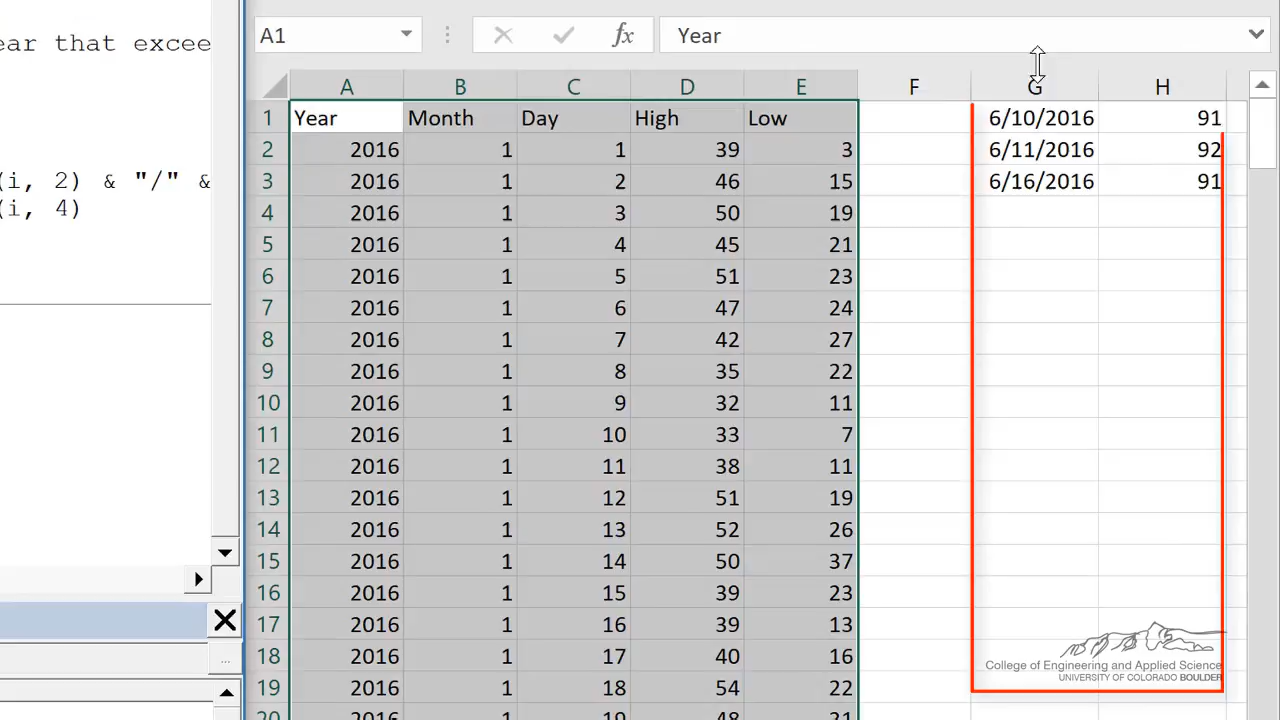 ear that excee
(i, 2) & "/" &
(i, 4)
...
A1 fx Year
A B C D E F G H
1 Year Month Day High Low 6/10/2016 91
2 2016 1 1 39 3 6/11/2016 92
3 2016 1 2 46 15 6/16/2016 91
4 2016 1 3 50 19
5 2016 1 4 45 21
6 2016 1 5 51 23
7 2016 1 6 47 24
8 2016 1 7 42 27
9 2016 1 8 35 22
10 2016 1 9 32 11
11 2016 1 10 33 7
12 2016 1 11 38 11
13 2016 1 12 51 19
14 2016 1 13 52 26
15 2016 1 14 50 37
16 2016 1 15 39 23
17 2016 1 16 39 13
18 2016 1 17 40 16
19 2016 1 18 54 22
20 2016 1 19 48 21
College of Engineering and Applied Science
UNIVERSITY OF COLORADO BOULDER